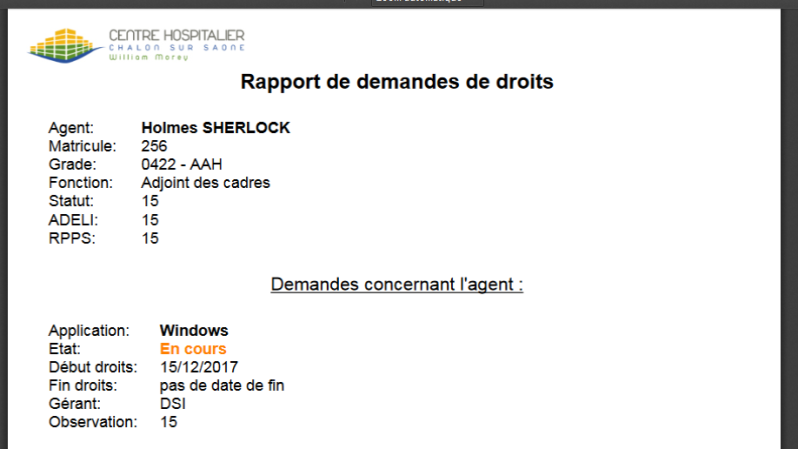 CENTRE HOSPITALIER
CHALON SUR SAONE
William Morey
Rapport de demandes de droits
Agent: Holmes SHERLOCK
Matricule: 256
Grade: 0422 - AAH
Fonction: Adjoint des cadres
Statut: 15
ADELI: 15
RPPS: 15
Demandes concernant l'agent :
Application: Windows
Etat: En cours
Début droits: 15/12/2017
Fin droits: pas de date de fin
Gérant: DSI
Observation: 15